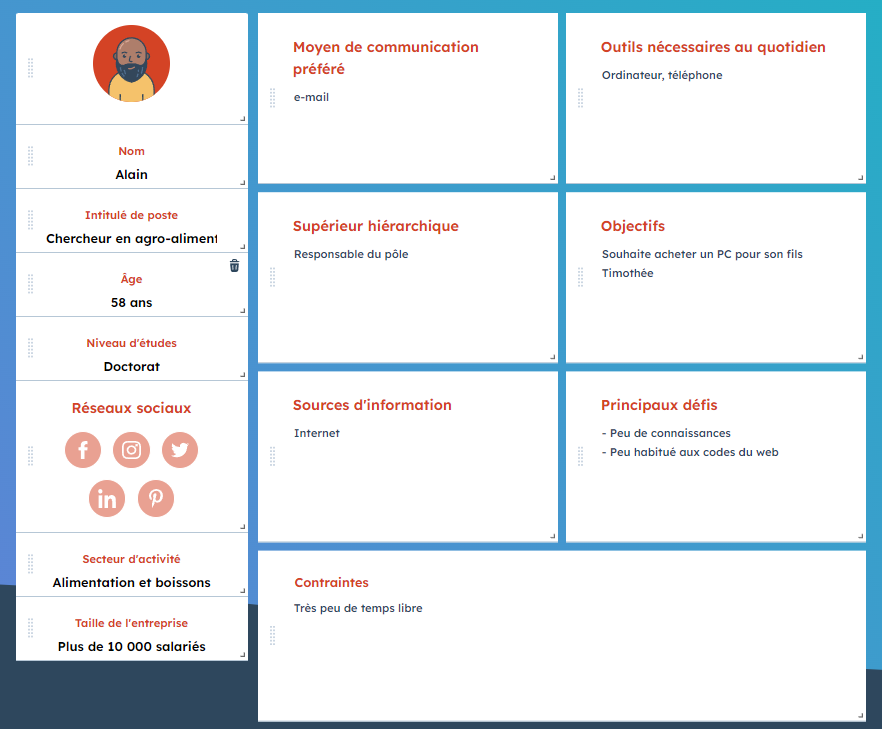 Nom
Alain
Intitulé de poste
Chercheur en agro-aliment
Âge
58 ans
Niveau d'études
Doctorat
Réseaux sociaux
Secteur d'activité
Alimentation et boissons
Taille de l'entreprise
Plus de 10 000 salariés
Moyen de communication
préféré
e-mail
Outils nécessaires au quotidien
Ordinateur, téléphone
Supérieur hiérarchique
Responsable du pôle
Objectifs
Souhaite acheter un PC pour son fils
Timothée
Sources d'information
Internet
Principaux défis
- Peu de connaissances
- Peu habitué aux codes du web
Contraintes
Très peu de temps libre